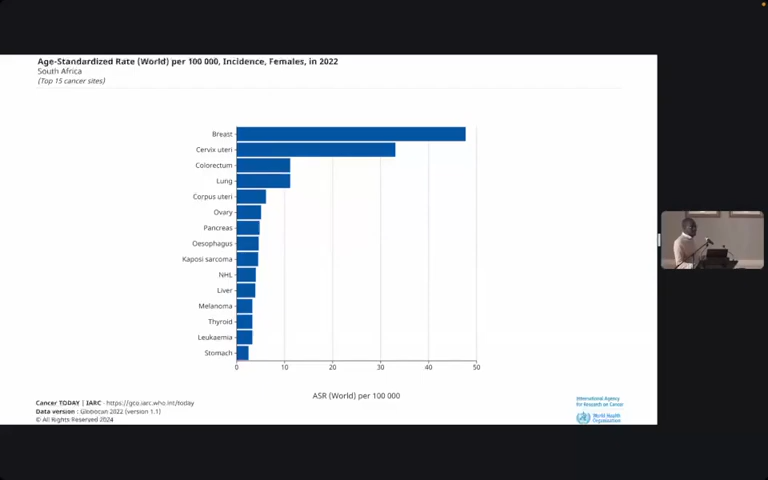 Age-Standardized Rate (World) per 100 000, Incidence, Females, in 2022
South Africa
(Top 15 cancer sites)
Breast
Cervix uteri
Colorectum
Lung
Corpus uteri
Ovary
Pancreas
Oesophagus
Kaposi sarcoma
NHL
Liver
Melanoma
Thyroid
Leukaemia
Stomach
0 10 20 30 40 50
ASR (World) per 100 000
Cancer TODAY | IARC - https://gco.iarc.who.int/today
Data version : Globocan 2022 (version 1.1)
© All Rights Reserved 2024
International Agency
for Research on Cancer
World Health
Organization